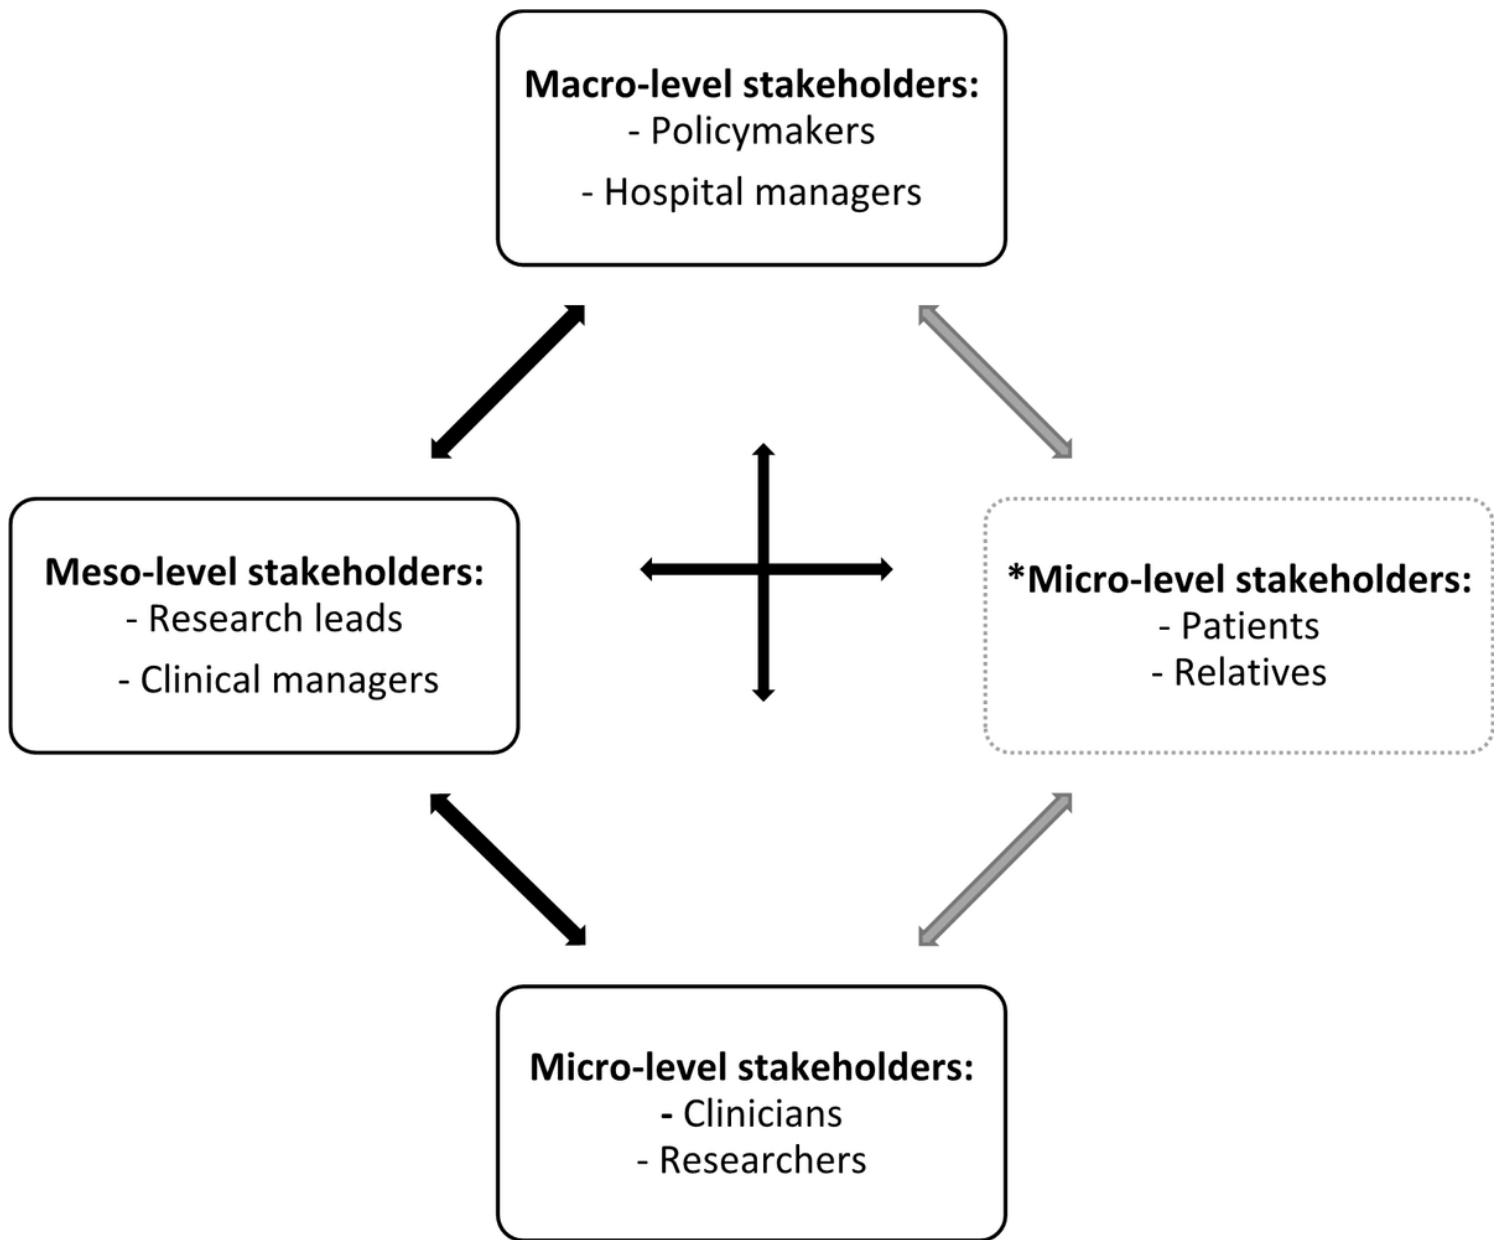 Macro-level stakeholders:
- Policymakers
- Hospital managers
Meso-level stakeholders:
- Research leads
- Clinical managers
*Micro-level stakeholders:
- Patients
- Relatives
Micro-level stakeholders:
- Clinicians
- Researchers